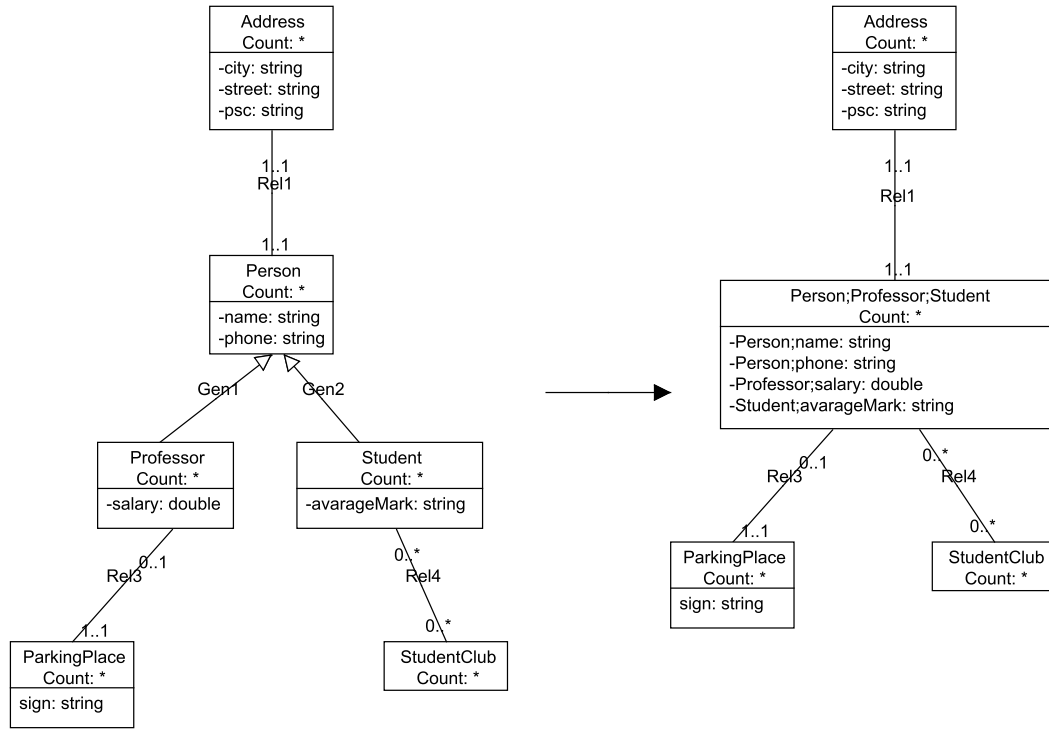 Address
Count: *
-city: string
-street: string
-psc: string
1..1
Rel1
1..1
Person
Count: *
-name: string
-phone: string
Gen1
Gen2
Professor
Count: *
-salary: double
Student
Count: *
-avarageMark: string
0..1
Rel3
1..1
0..*
Rel4
0..*
ParkingPlace
Count: *
sign: string
StudentClub
Count: *
Address
Count: *
-city: string
-street: string
-psc: string
1..1
Rel1
1..1
Person;Professor;Student
Count: *
-Person;name: string
-Person;phone: string
-Professor;salary: double
-Student;avarageMark: string
0..1
Rel3
1..1
0..*
Rel4
0..*
ParkingPlace
Count: *
sign: string
StudentClub
Count: *